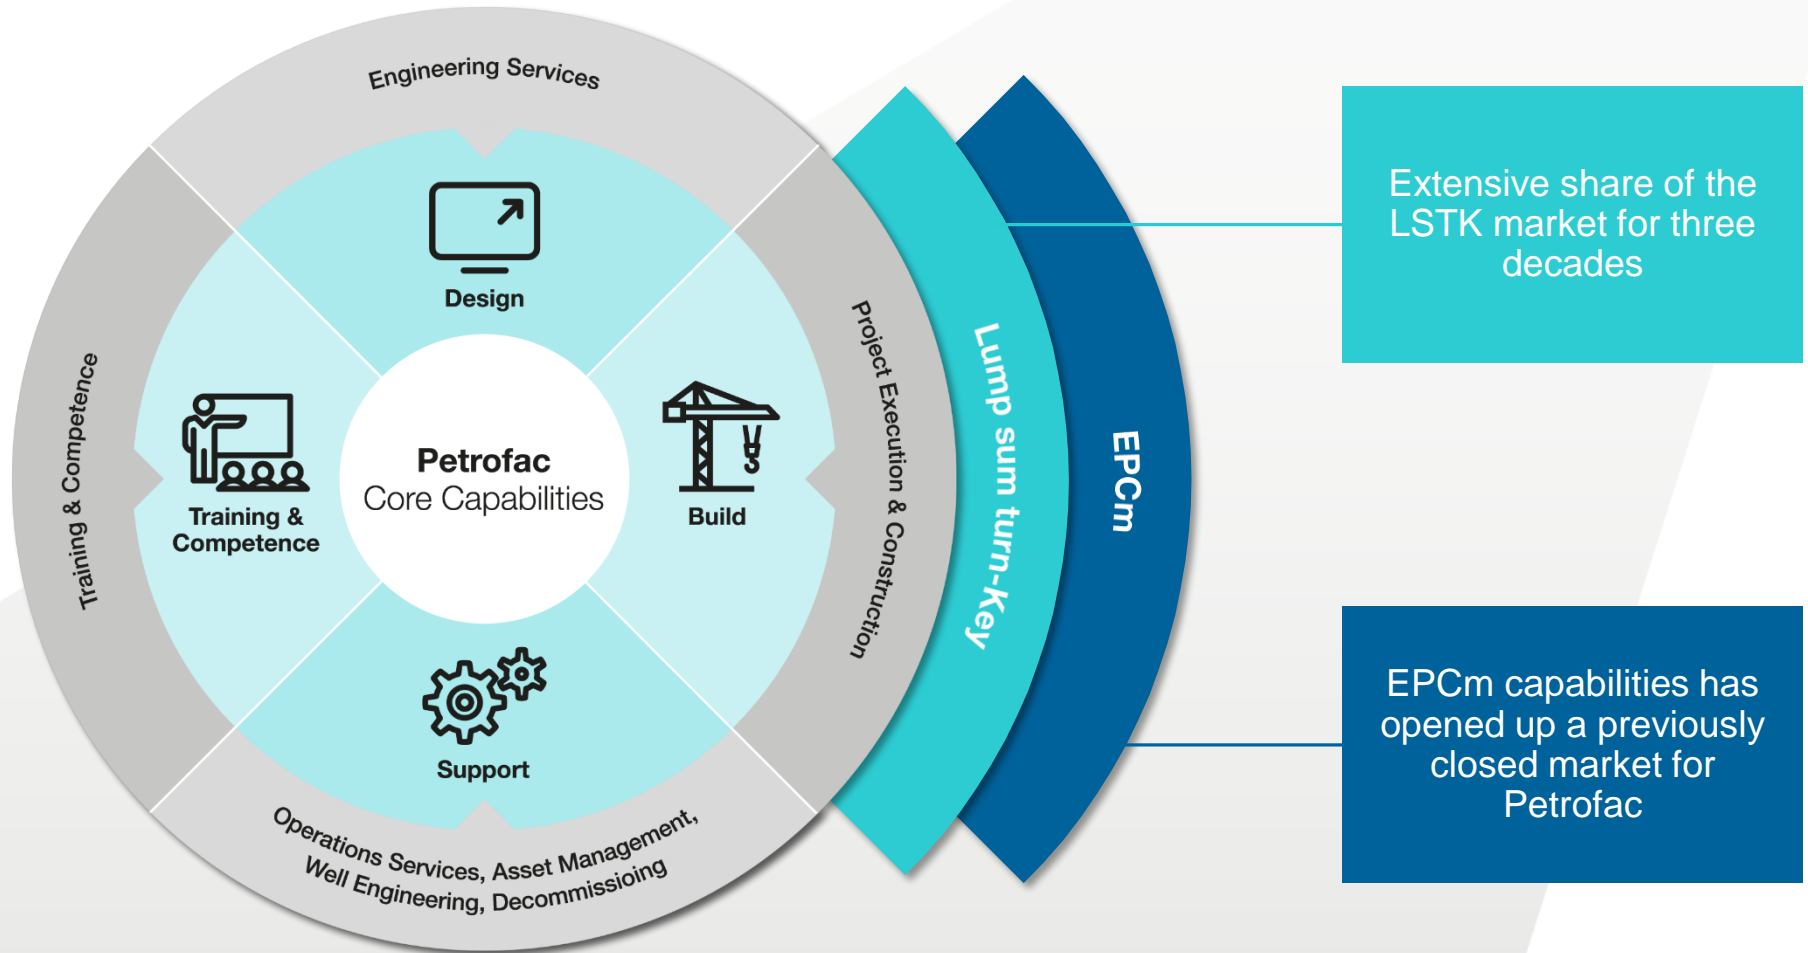 Engineering Services
Design
Training & Competence
Training &
Competence
Petrofac
Core Capabilities
Build
Project Execution & Construction
Support
Operations Services, Asset Management,
Well Engineering, Decommissioing
Lump sum turn-Key
EPCm
Extensive share of the
LSTK market for three
decades
EPCm capabilities has
opened up a previously
closed market for
Petrofac